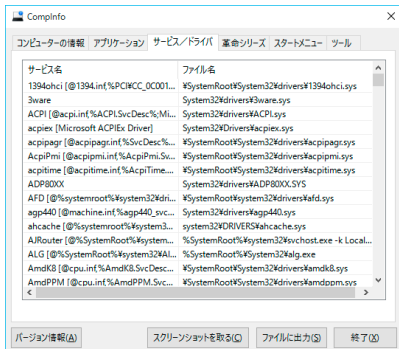 CompInfo
コンピューターの情報 アプリケーション サービス／ドライバ 革命シリーズ スタートメニュー ツール
サービス名 ファイル名
1394ohci [@1394.inf,%PCI¥CC_0C001... ¥SystemRoot¥System32¥drivers¥1394ohci.sys
3ware System32¥drivers¥3ware.sys
ACPI [@acpi.inf,%ACPI.SvcDesc%;Mi... System32¥drivers¥ACPI.sys
acpiex [Microsoft ACPIEx Driver] System32¥Drivers¥acpiex.sys
acpipagr [@acpipagr.inf,%SvcDesc%... ¥SystemRoot¥System32¥drivers¥acpipagr.sys
AcpiPmi [@acpipmi.inf,%AcpiPmi.Sv... ¥SystemRoot¥System32¥drivers¥acpipmi.sys
acpitime [@acpitime.inf,%AcpiTime.... ¥SystemRoot¥System32¥drivers¥acpitime.sys
ADP80XX System32¥drivers¥ADP80XX.SYS
AFD [@%systemroot%¥system32¥dri... ¥SystemRoot¥system32¥drivers¥afd.sys
agp440 [@machine.inf,%agp440_svc... System32¥drivers¥agp440.sys
ahcache [@%systemroot%¥system3... system32¥DRIVERS¥ahcache.sys
AJRouter [@%SystemRoot%¥system... %SystemRoot%¥system32¥svchost.exe -k Local...
ALG [@%SystemRoot%¥system32¥Al... %SystemRoot%¥System32¥alg.exe
AmdK8 [@cpu.inf,%AmdK8.SvcDesc... ¥SystemRoot¥System32¥drivers¥amdk8.sys
AmdPPM [@cpu.inf,%AmdPPM.Svc... ¥SystemRoot¥System32¥drivers¥amdppm.sys
バージョン情報(A) スクリーンショットを取る(C) ファイルに出力(S) 終了(X)